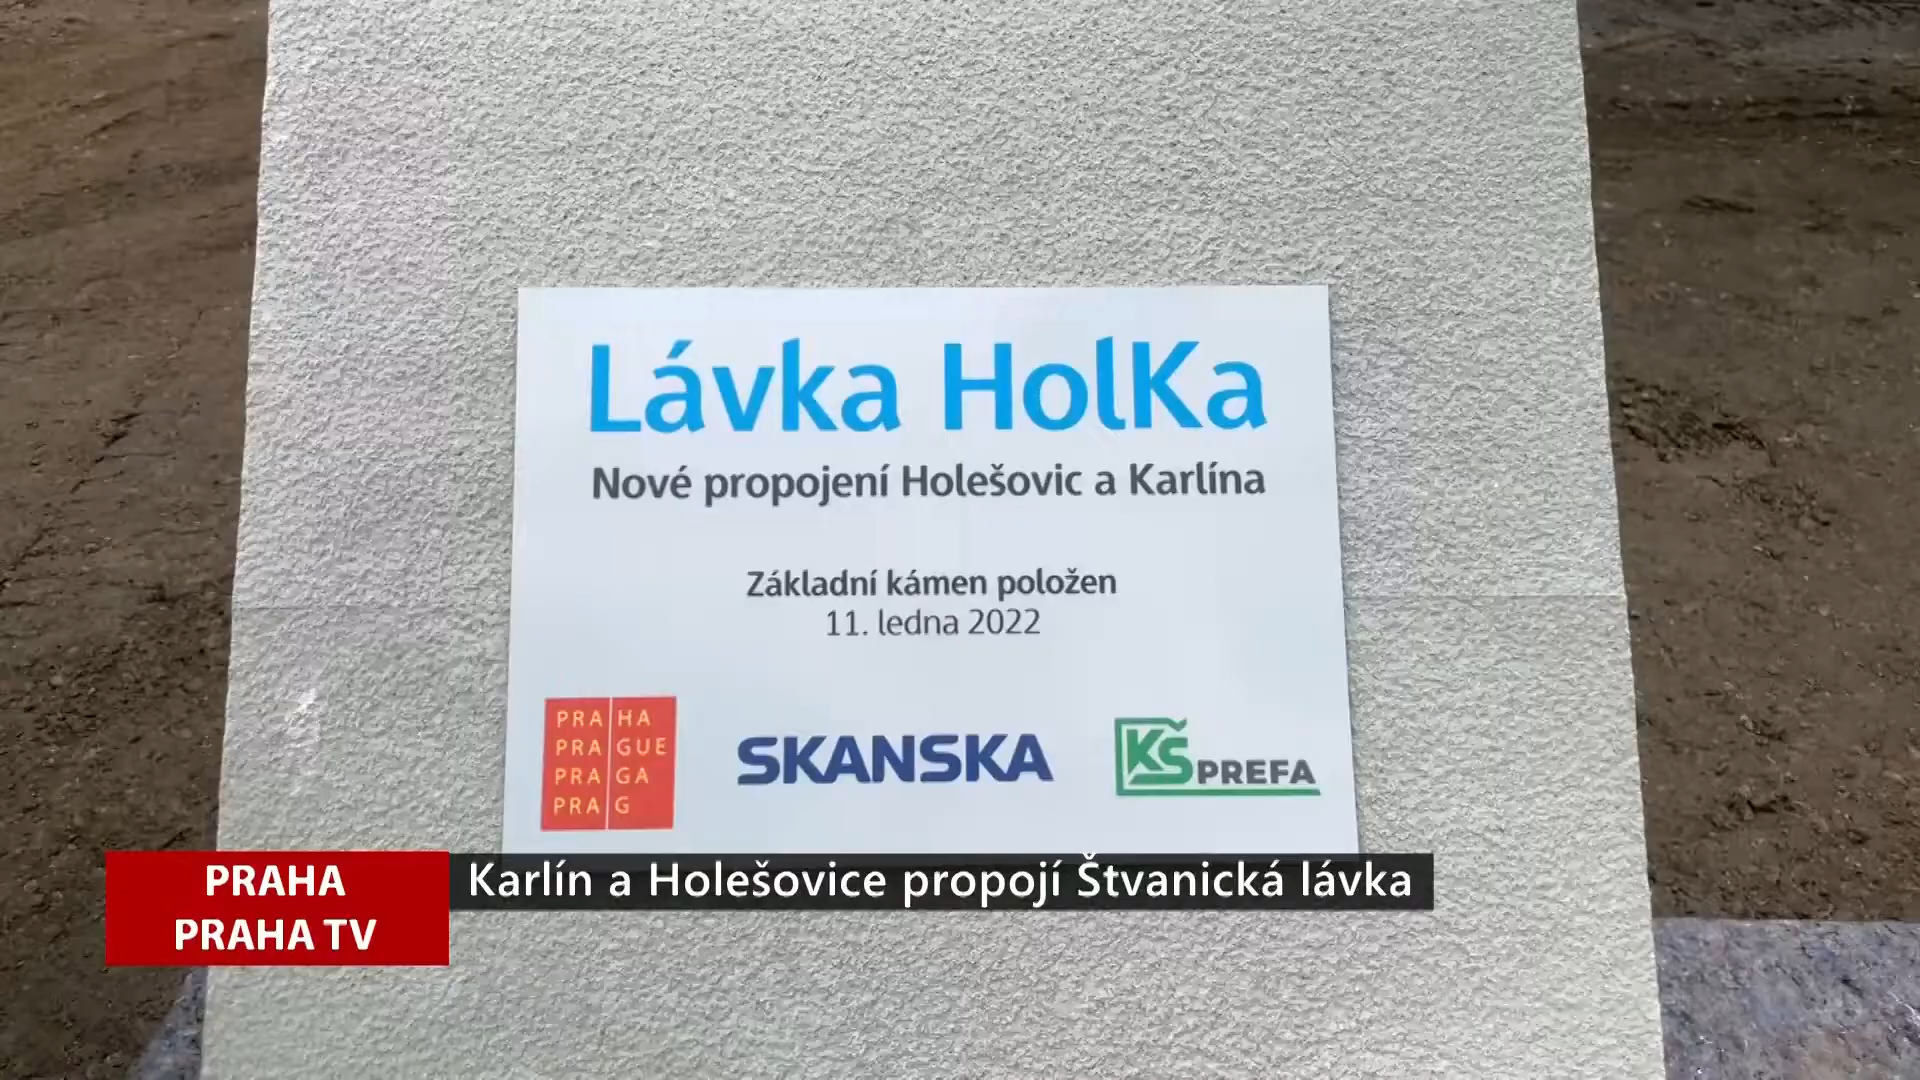 Lávka HolKa
Nové propojení Holešovic a Karlína
Základní kámen položen
11. ledna 2022
PRA HA
PRA GUE
PRA GA
PRA G
SKANSKA
KŠ PREFA
PRAHA
PRAHA TV
Karlín a Holešovice propojí Štvanická lávka